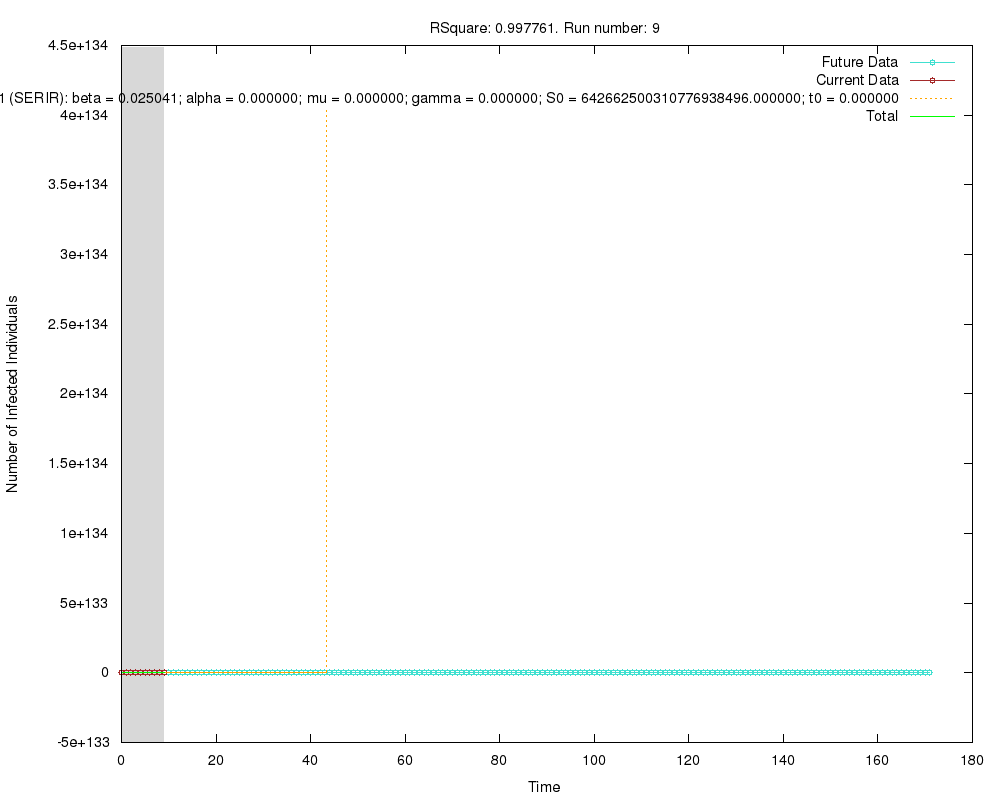 RSquare: 0.997761. Run number: 9
4.5e+134
Future Data
Current Data
1 (SERIR): beta = 0.025041; alpha = 0.000000; mu = 0.000000; gamma = 0.000000; S0 = 642662500310776938496.000000; t0 = 0.000000
4e+134
Total
3.5e+134
3e+134
2.5e+134
2e+134
1.5e+134
1e+134
5e+133
0
-5e+133
Number of Infected Individuals
0 20 40 60 80 100 120 140 160 180
Time